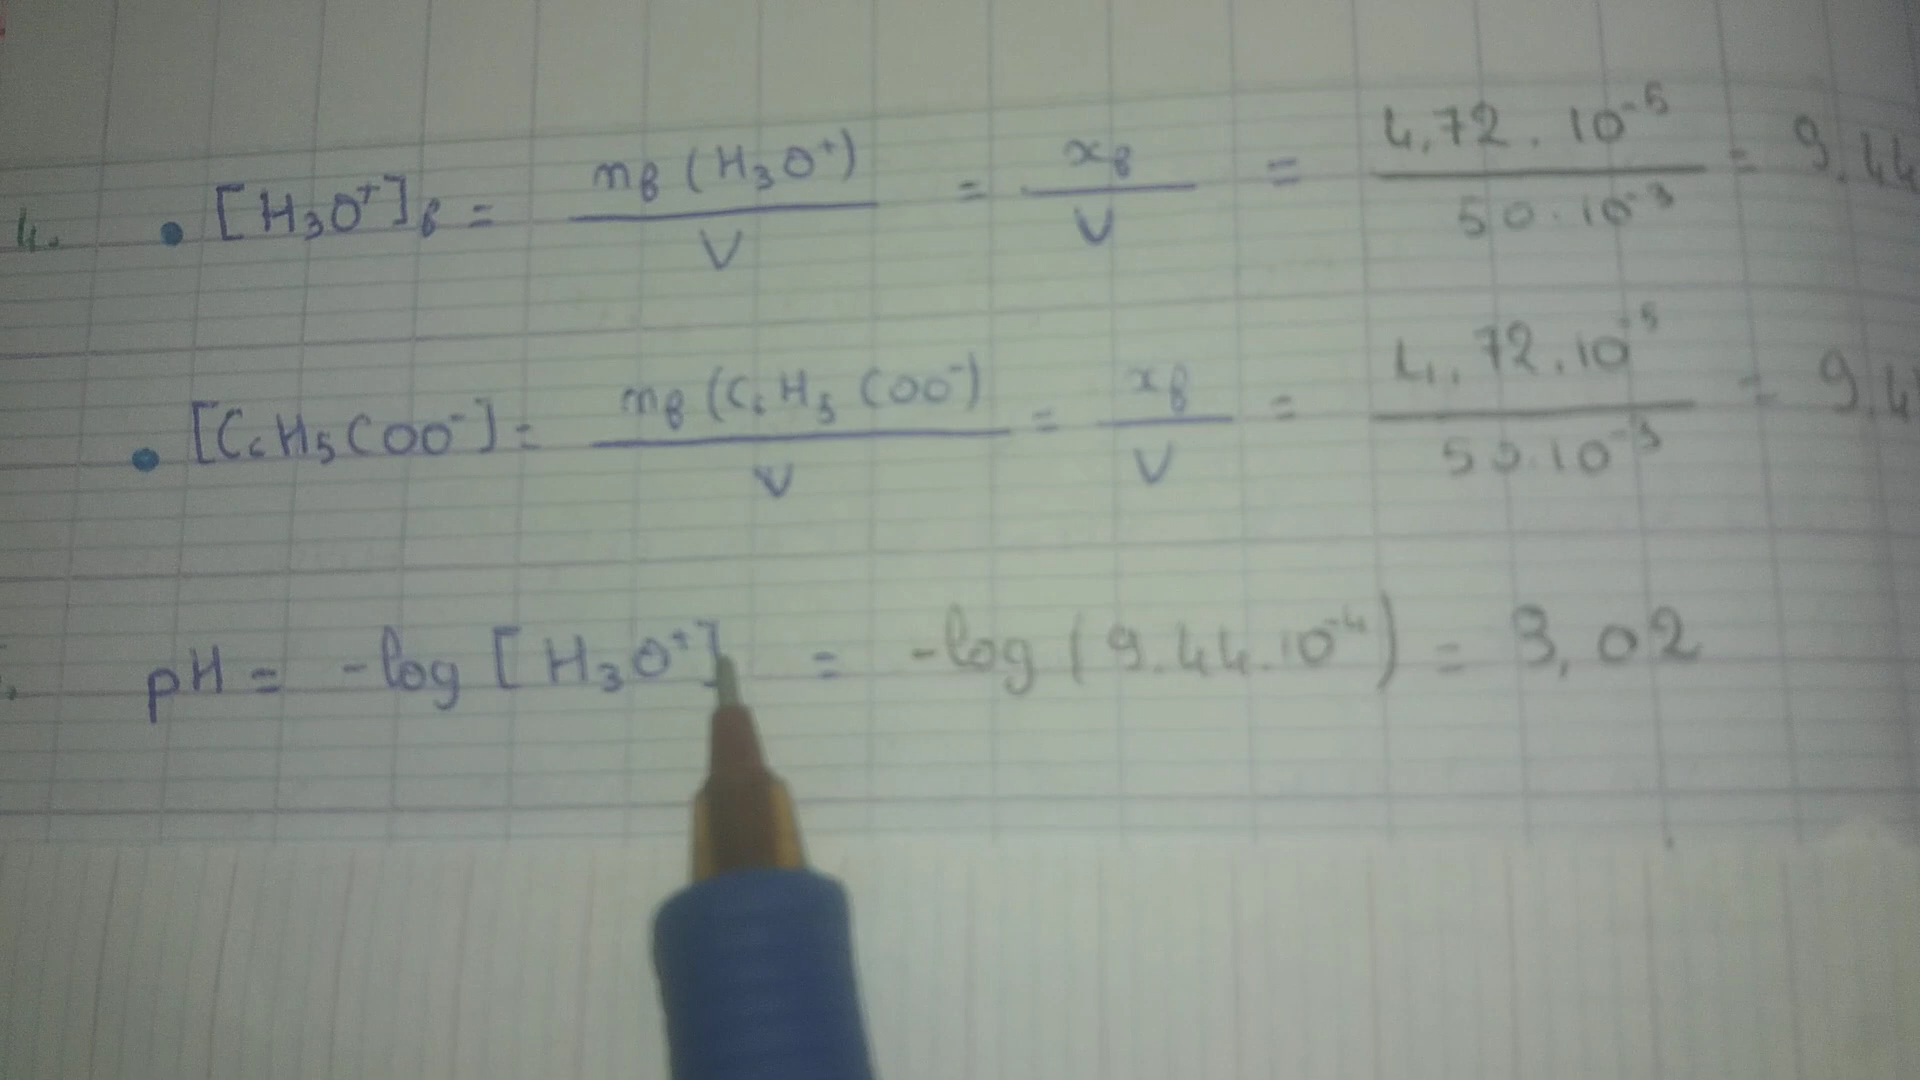 4. • [H₃O⁺]f = nf (H₃O⁺) / V = xf / V = 4,72 . 10⁻⁵ / 50 . 10⁻³ = 9.44
• [C₆H₅COO⁻] = nf (C₆H₅COO⁻) / V = xf / V = 4,72 . 10⁻⁵ / 50 . 10⁻³ = 9.4
pH = -log [H₃O⁺] = -log (9.44.10⁻⁴) = 3,02